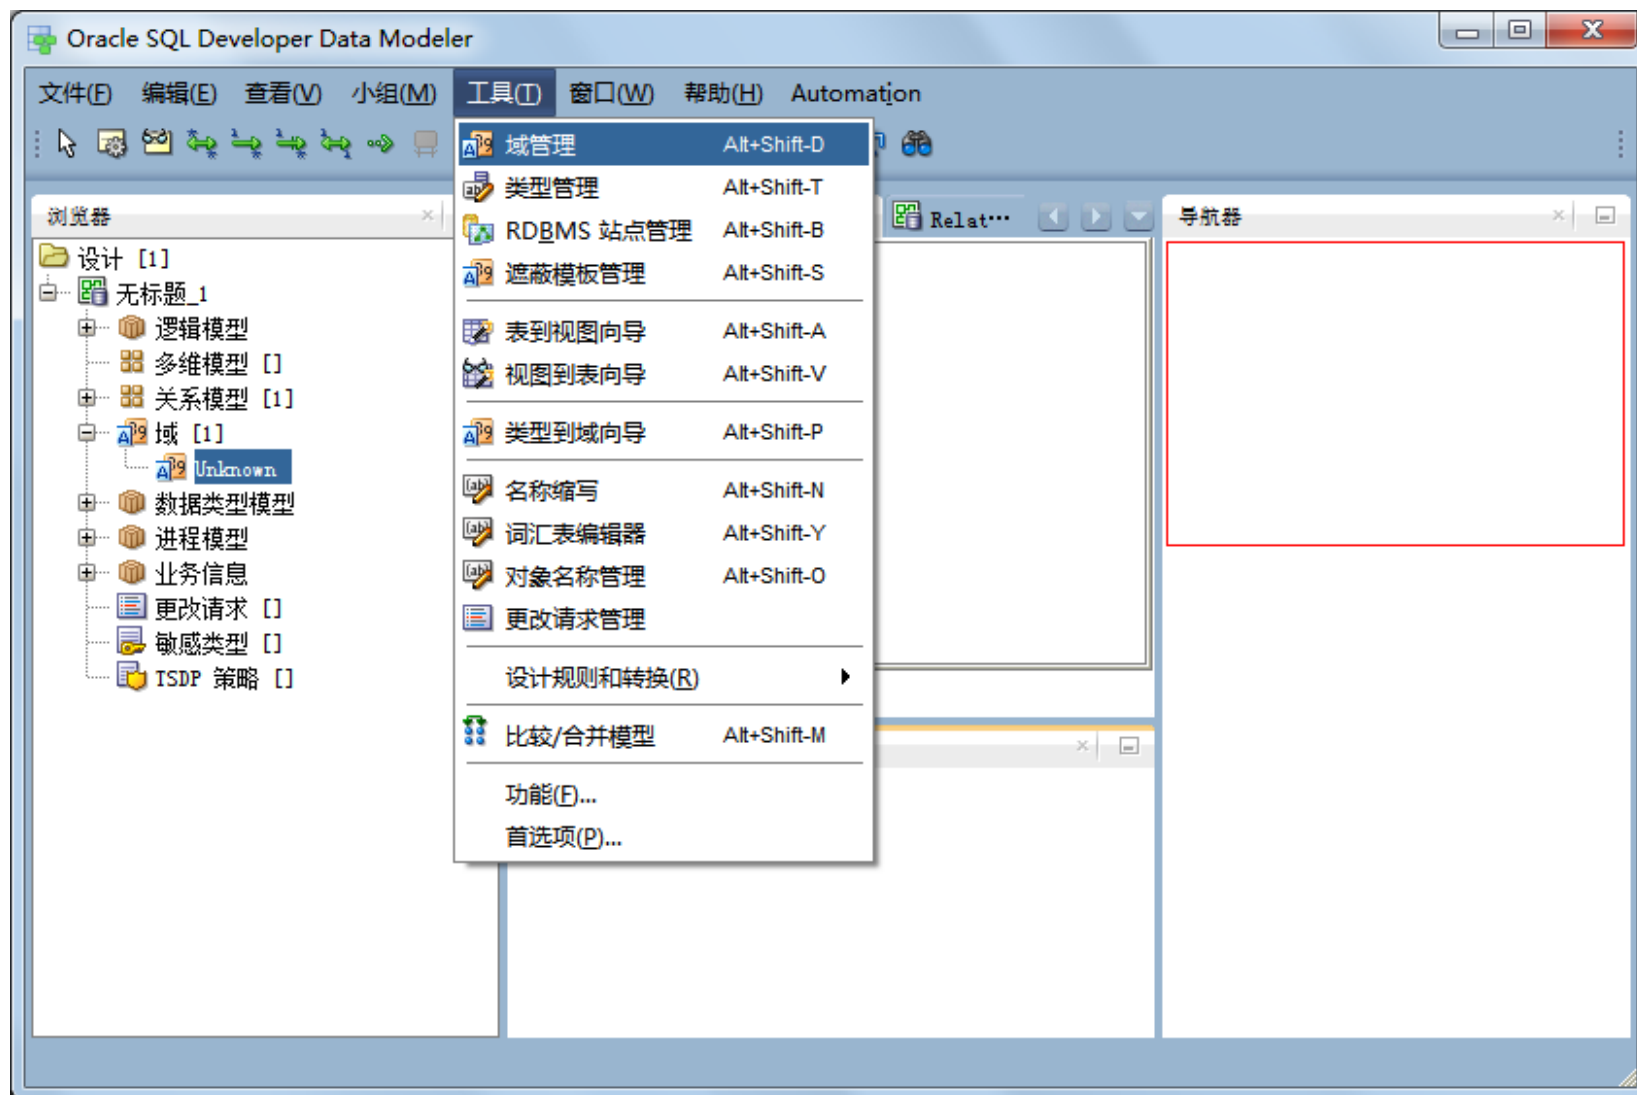 Oracle SQL Developer Data Modeler
文件(F) 编辑(E) 查看(V) 小组(M) 工具(T) 窗口(W) 帮助(H) Automation
浏览器
设计 [1]
无标题_1
逻辑模型
多维模型 []
关系模型 [1]
域 [1]
Unknown
数据类型模型
进程模型
业务信息
更改请求 []
敏感类型 []
TSDP 策略 []
域管理 Alt+Shift-D
类型管理 Alt+Shift-T
RDBMS 站点管理 Alt+Shift-B
遮蔽模板管理 Alt+Shift-S
表到视图向导 Alt+Shift-A
视图到表向导 Alt+Shift-V
类型到域向导 Alt+Shift-P
名称缩写 Alt+Shift-N
词汇表编辑器 Alt+Shift-Y
对象名称管理 Alt+Shift-O
更改请求管理
设计规则和转换(R)
比较/合并模型 Alt+Shift-M
功能(F)...
首选项(P)...
Relat...
导航器